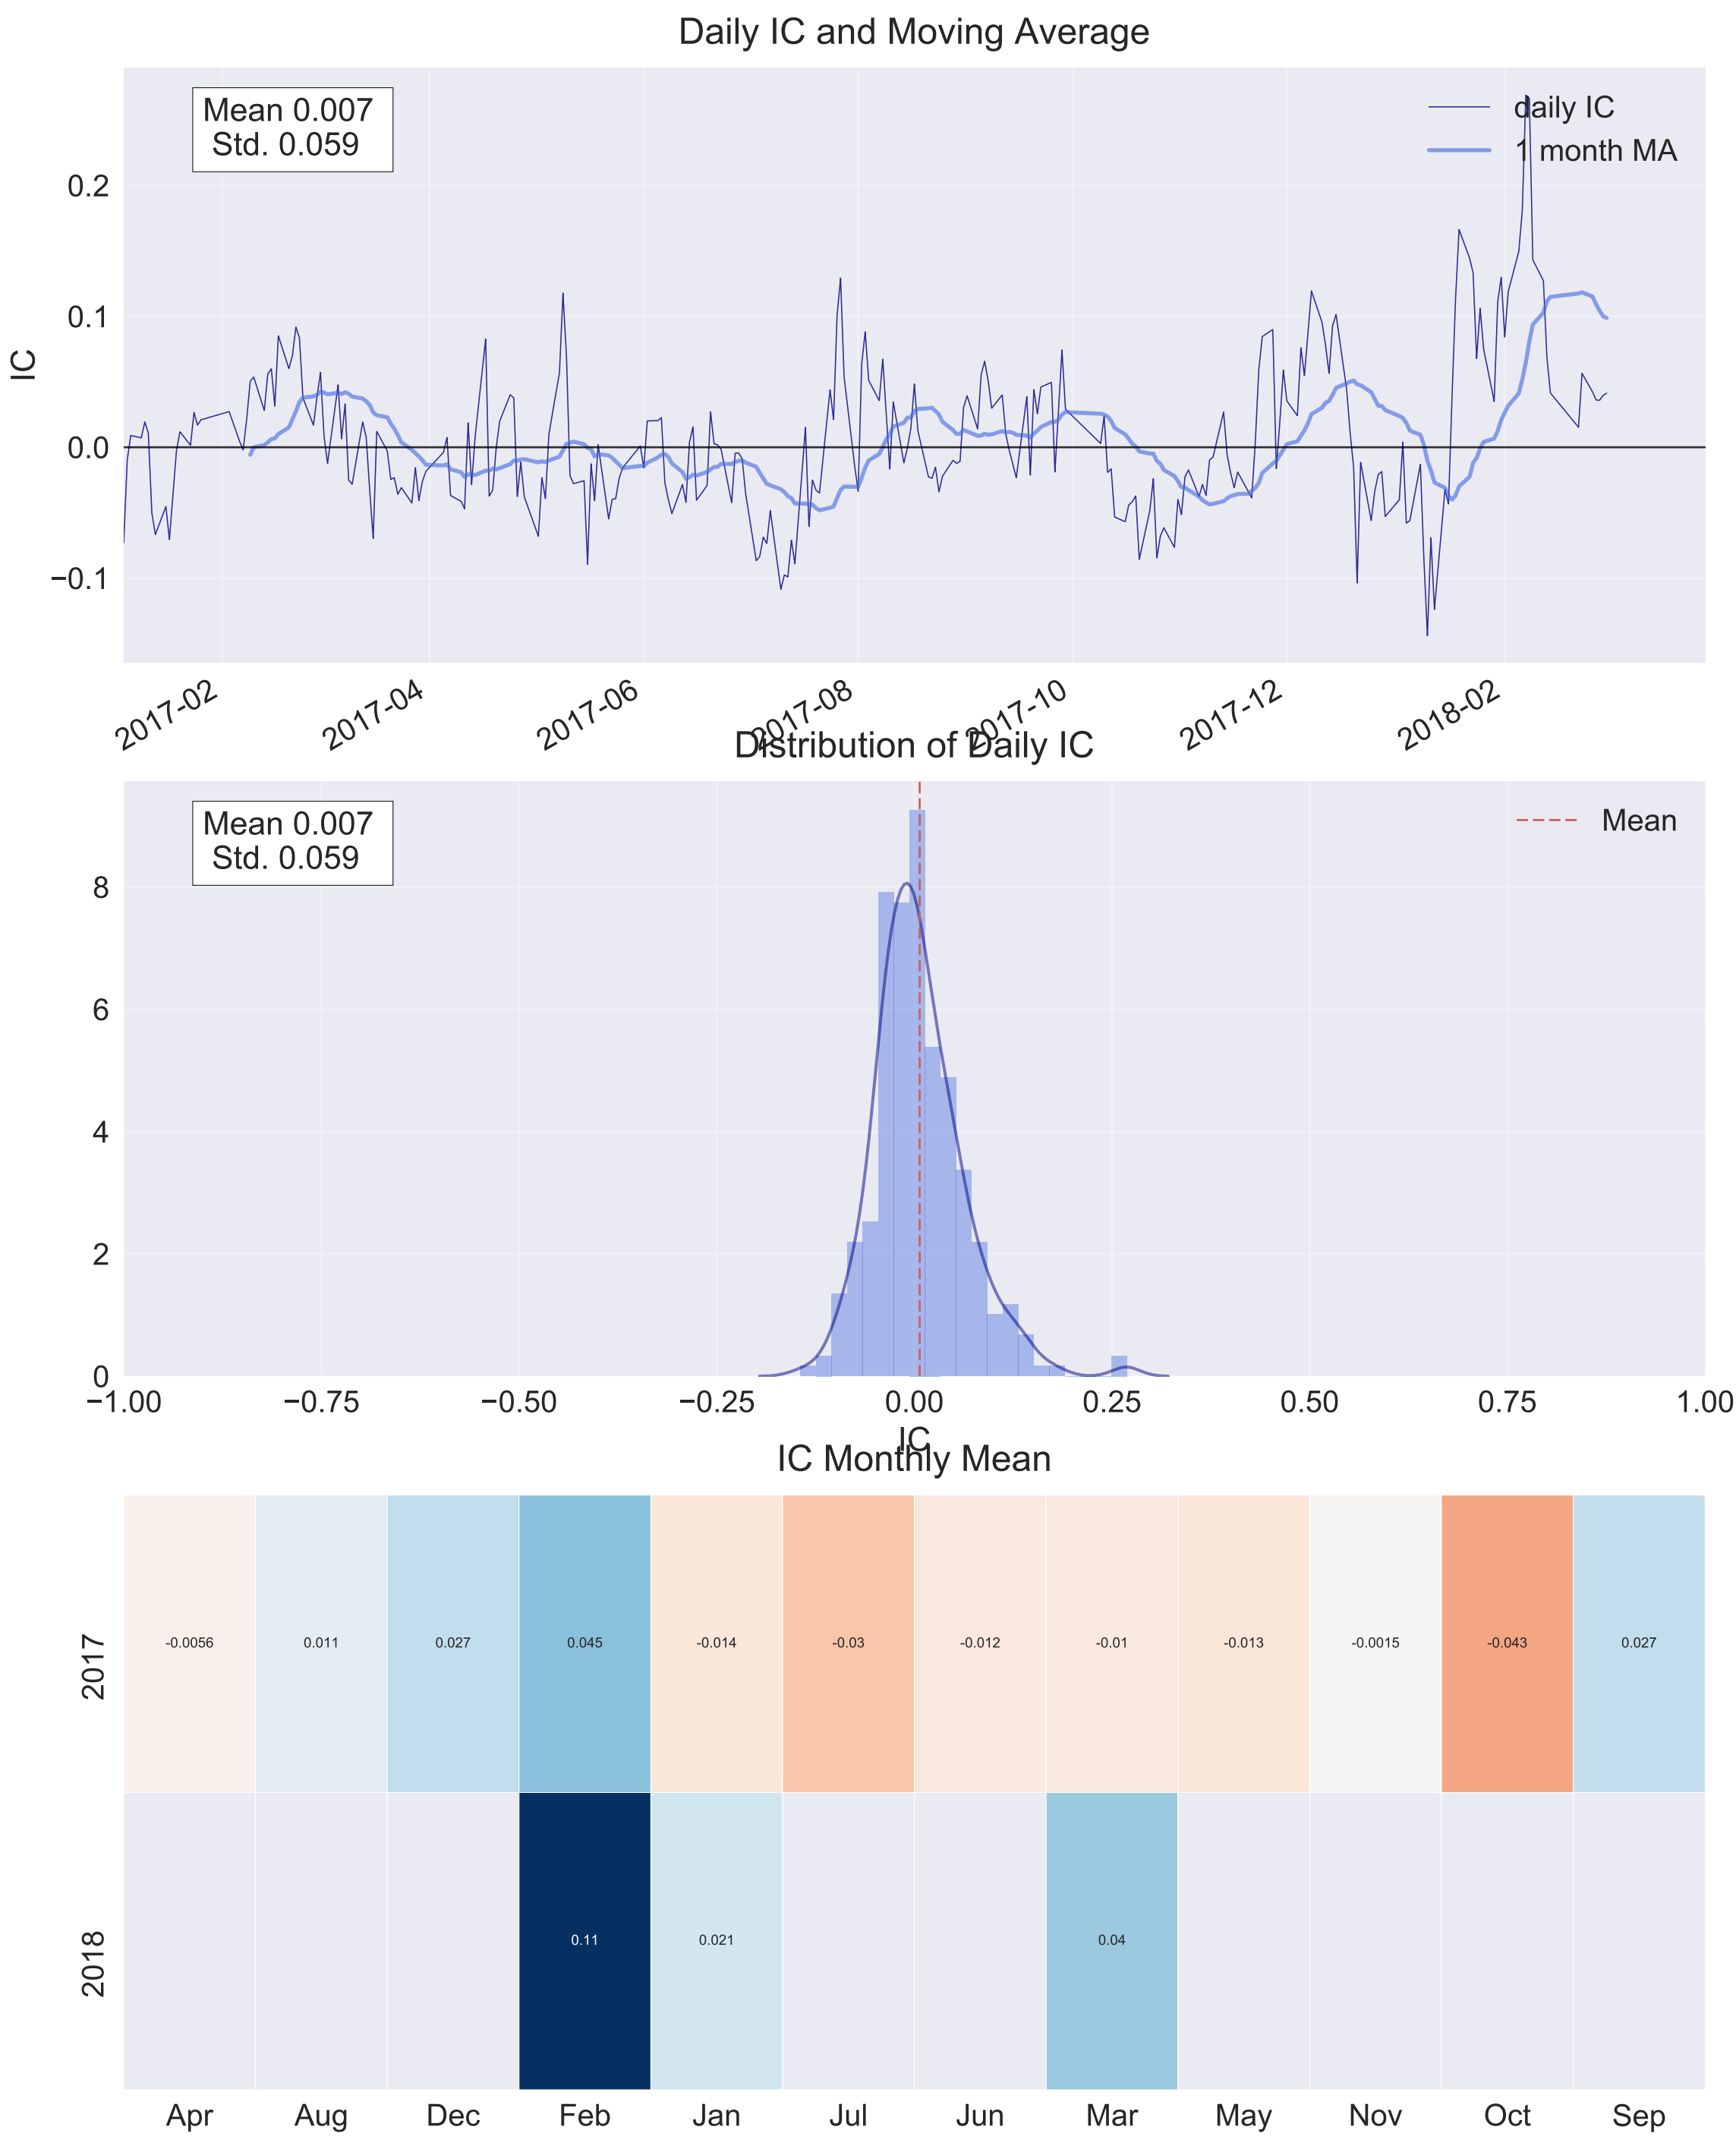 Daily IC and Moving Average
Mean 0.007
Std. 0.059
daily IC
1 month MA
IC
0.2
0.1
0.0
−0.1
2017-02
2017-04
2017-06
2017-08
2017-10
2017-12
2018-02
Distribution of Daily IC
Mean 0.007
Std. 0.059
Mean
8
6
4
2
0
−1.00 −0.75 −0.50 −0.25 0.00 0.25 0.50 0.75 1.00
IC
IC Monthly Mean
2017
-0.0056 0.011 0.027 0.045 -0.014 -0.03 -0.012 -0.01 -0.013 -0.0015 -0.043 0.027
2018
0.11 0.021 0.04
Apr Aug Dec Feb Jan Jul Jun Mar May Nov Oct Sep